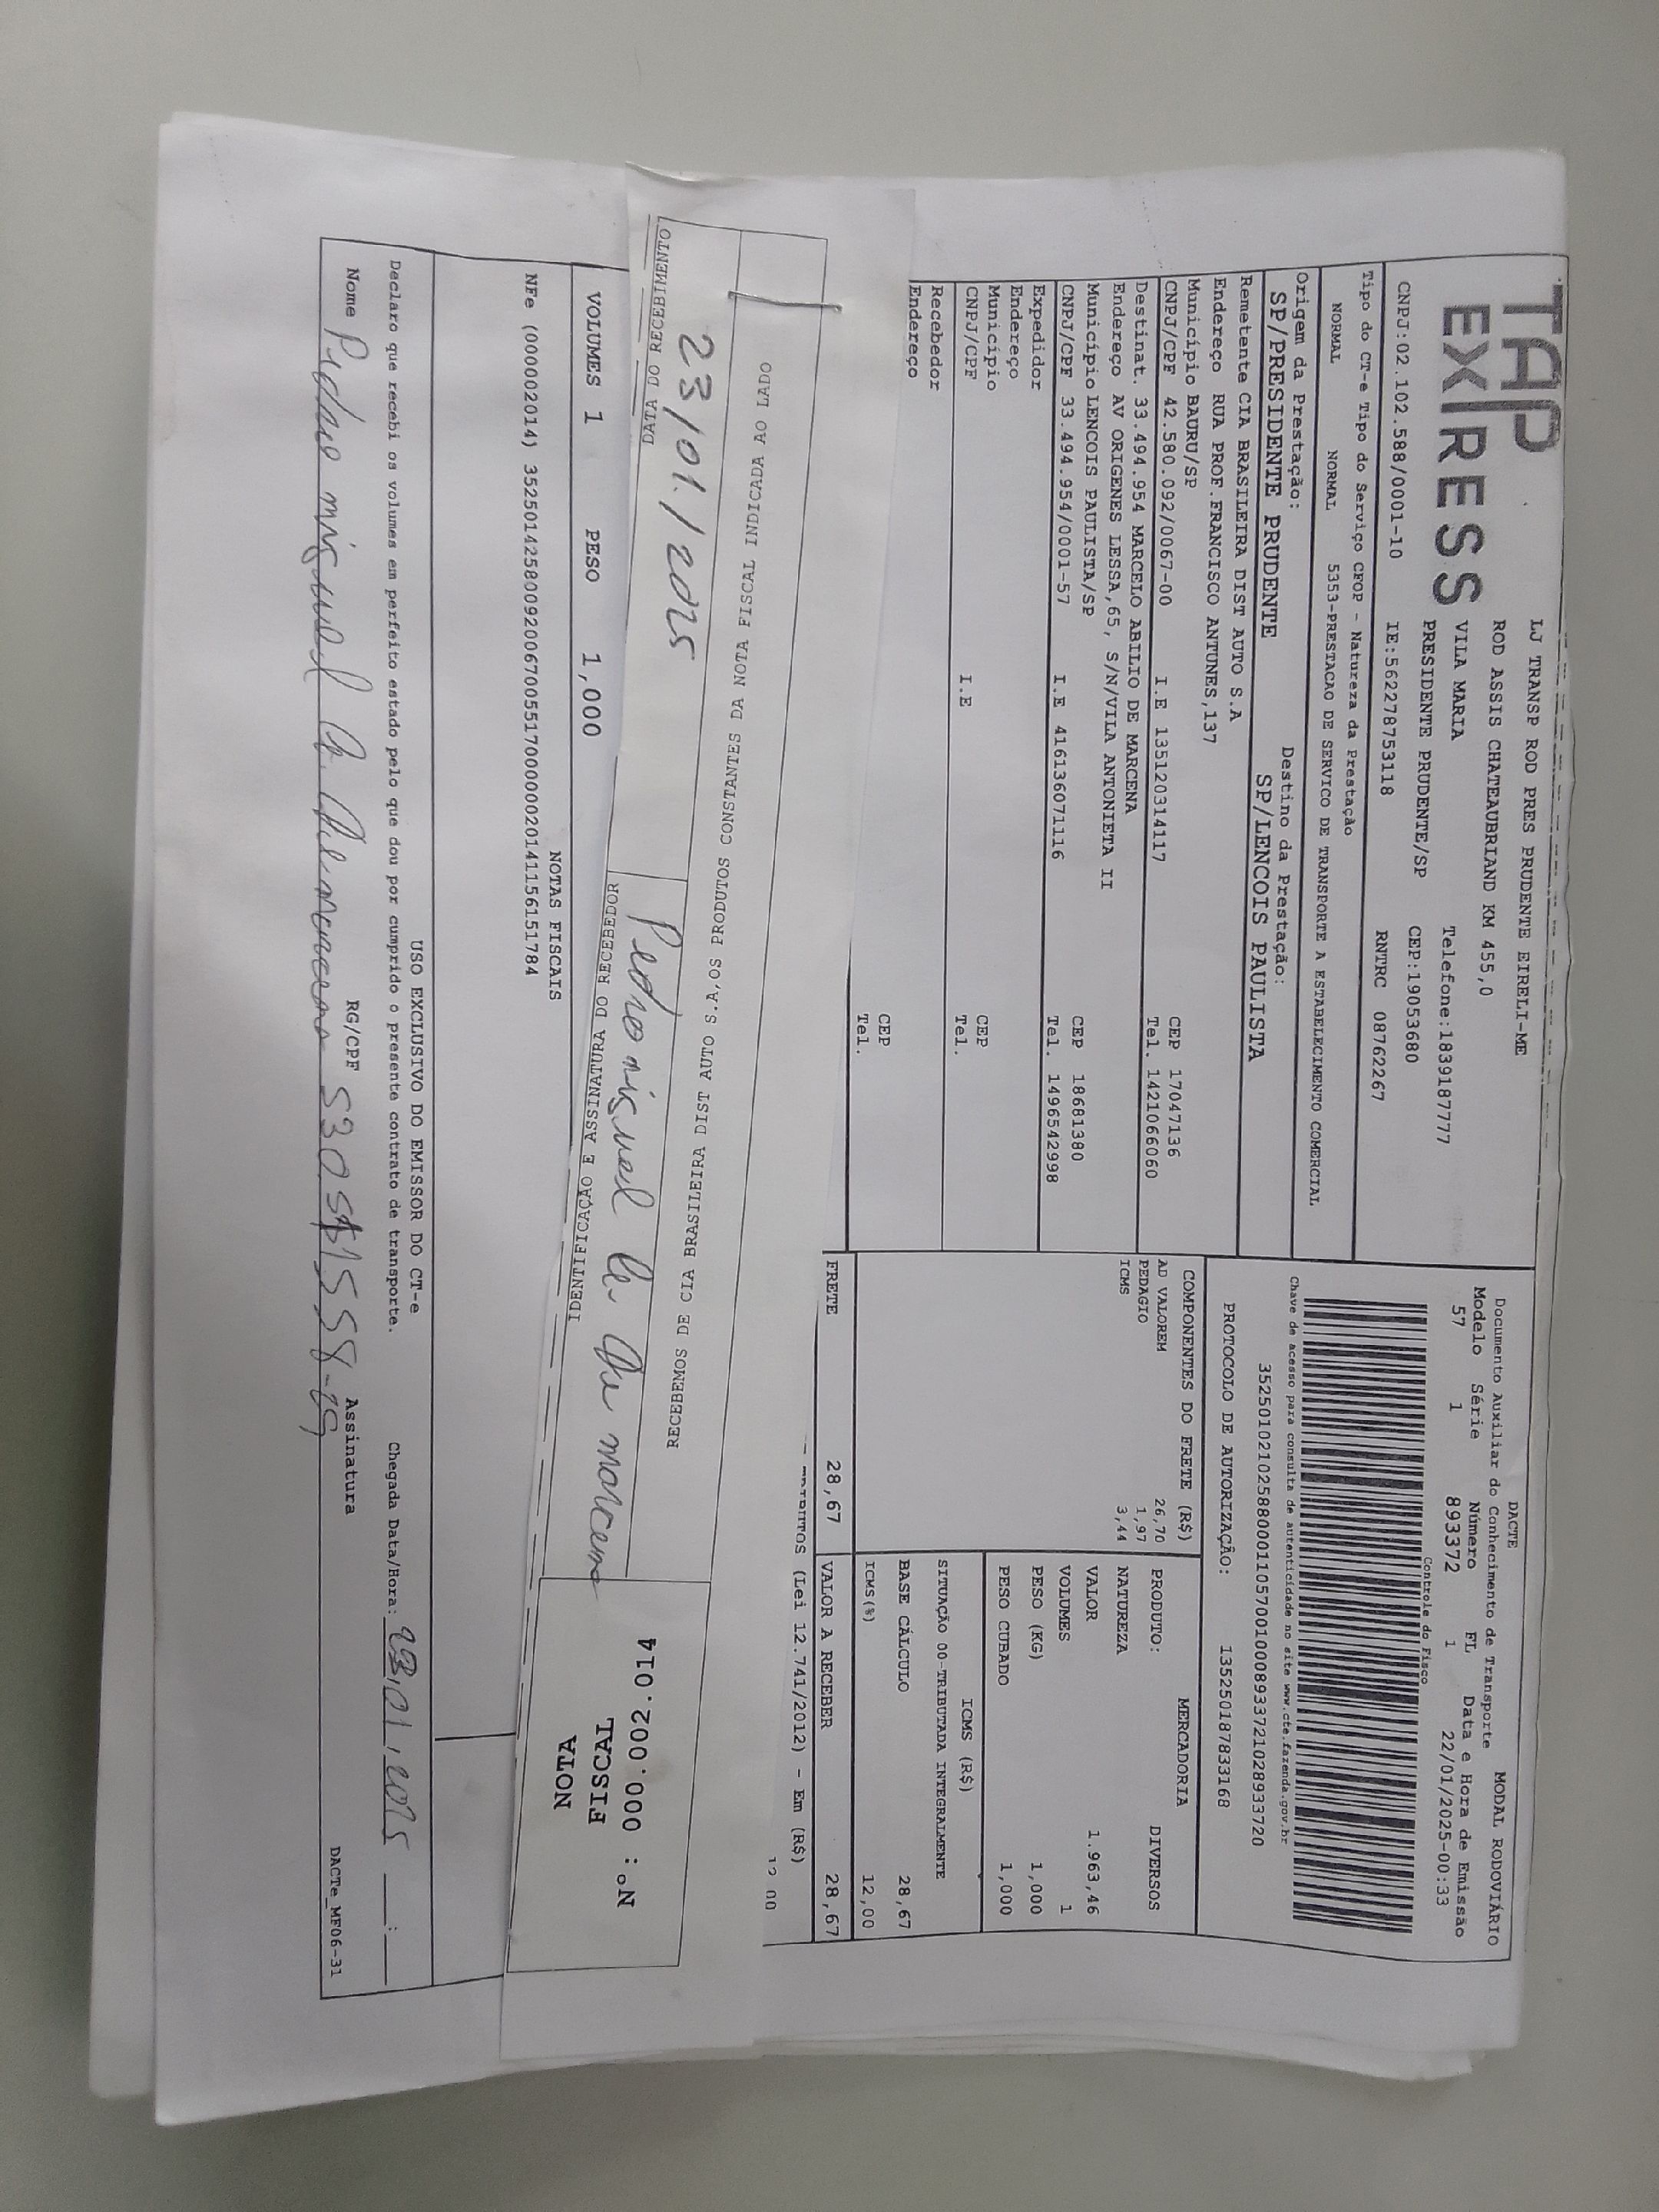 TAP
EXPRESS
LJ TRANSP ROD PRES PRUDENTE EIRELI-ME
ROD ASSIS CHATEAUBRIAND KM 455,0
VILA MARIA Telefone:1839187777
PRESIDENTE PRUDENTE/SP CEP:19053680
CNPJ:02.102.588/0001-10 IE:562278753118 RNTRC 08762267
Tipo do CT-e Tipo do Serviço CFOP - Natureza da Prestação
NORMAL NORMAL 5353-PRESTACAO DE SERVICO DE TRANSPORTE A ESTABELECIMENTO COMERCIAL
Origem da Prestação: Destino da Prestação:
SP/PRESIDENTE PRUDENTE SP/LENCOIS PAULISTA
Remetente CIA BRASILEIRA DIST AUTO S.A
Endereço RUA PROF.FRANCISCO ANTUNES,137
Município BAURU/SP CEP 17047136
CNPJ/CPF 42.580.092/0067-00 I.E 135120314117 Tel. 1421066060
Destinat. 33.494.954 MARCELO ABILIO DE MARCENA
Endereço AV ORIGENES LESSA,65, S/N/VILA ANTONIETA II
Município LENCOIS PAULISTA/SP CEP 18681380
CNPJ/CPF 33.494.954/0001-57 I.E 416136071116 Tel. 1496542998
Expedidor
Endereço
Município CEP
CNPJ/CPF I.E Tel.
Recebedor
Endereço
CEP
Tel.
DACTE MODAL RODOVIÁRIO
Documento Auxiliar do Conhecimento de Transporte
Modelo Série Número FL Data e Hora de Emissão
57 1 893372 1 22/01/2025-00:33
Controle do Fisco
Chave de acesso para consulta de autenticidade no site www.cte.fazenda.gov.br
35250102102588000110570010008933721028933720
PROTOCOLO DE AUTORIZAÇÃO: 135250187833168
COMPONENTES DO FRETE (R$)
AD VALOREM 26,70
PEDAGIO 1,97
ICMS 3,44
MERCADORIA
PRODUTO: DIVERSOS
NATUREZA
VALOR 1.963,46
VOLUMES 1
PESO (KG) 1,000
PESO CUBADO 1,000
ICMS (R$)
SITUAÇÃO 00-TRIBUTADA INTEGRALMENTE
BASE CÁLCULO 28,67
ICMS(%) 12,00
FRETE 28,67 VALOR A RECEBER 28,67
(Lei 12.741/2012) - Em (R$)
RECEBEMOS DE CIA BRASILEIRA DIST AUTO S.A,OS PRODUTOS CONSTANTES DA NOTA FISCAL INDICADA AO LADO
23/01/2025
Pedro miguel
DATA DO RECEBIMENTO
IDENTIFICAÇÃO E ASSINATURA DO RECEBEDOR
NOTA
FISCAL
Nº: 000.002.014
VOLUMES 1 PESO 1,000
NOTAS FISCAIS
NFe (000002014) 35250142580092006700551700000020141156151784
USO EXCLUSIVO DO EMISSOR DO CT-e
Declaro que recebi os volumes em perfeito estado pelo que dou por cumprido o presente contrato de transporte.
Chegada Data/Hora: 23,01,2025 :
Nome Pedro miguel RG/CPF Assinatura
DACTe_MF06-31